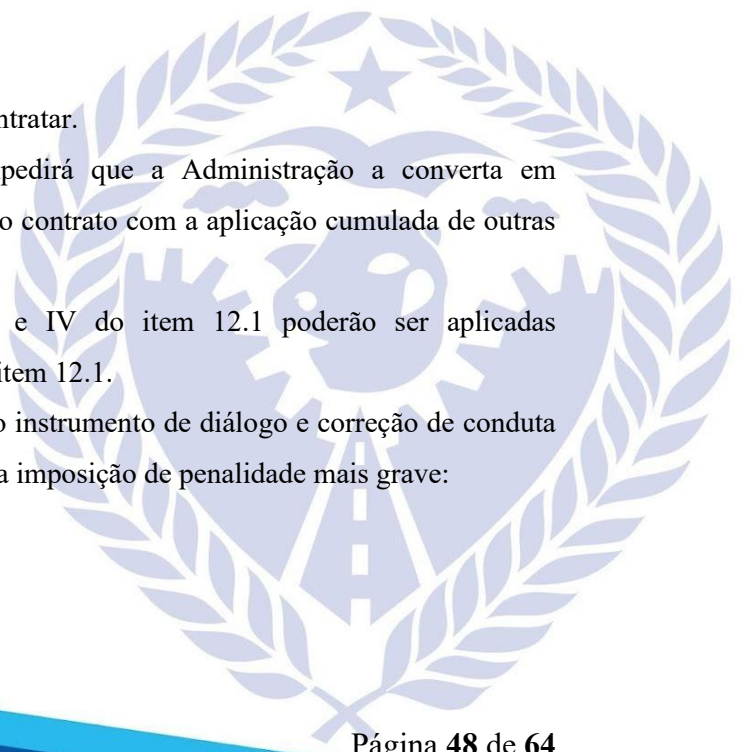 ntratar.
pedirá que a Administração a converta em
o contrato com a aplicação cumulada de outras
e IV do item 12.1 poderão ser aplicadas
item 12.1.
o instrumento de diálogo e correção de conduta
a imposição de penalidade mais grave:
Página 48 de 64